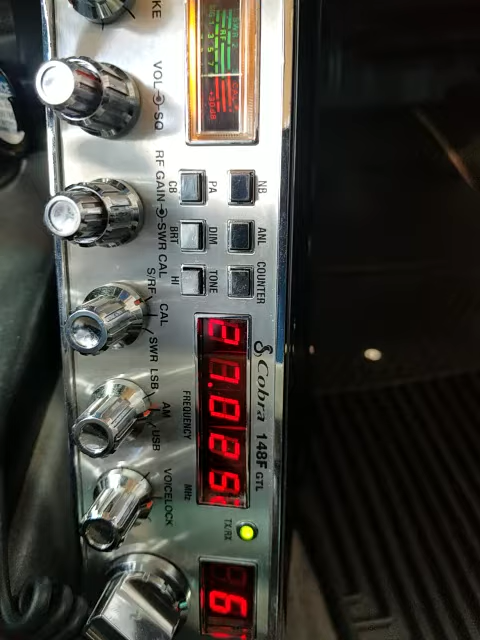 KE
VOL SQ
RF GAIN SWR CAL
CB PA NB
BRT DIM ANL
HI TONE COUNTER
S/RF CAL SWR
LSB AM USB
VOICELOCK
Cobra 148F GTL
FREQUENCY MHz
TX/RX
6